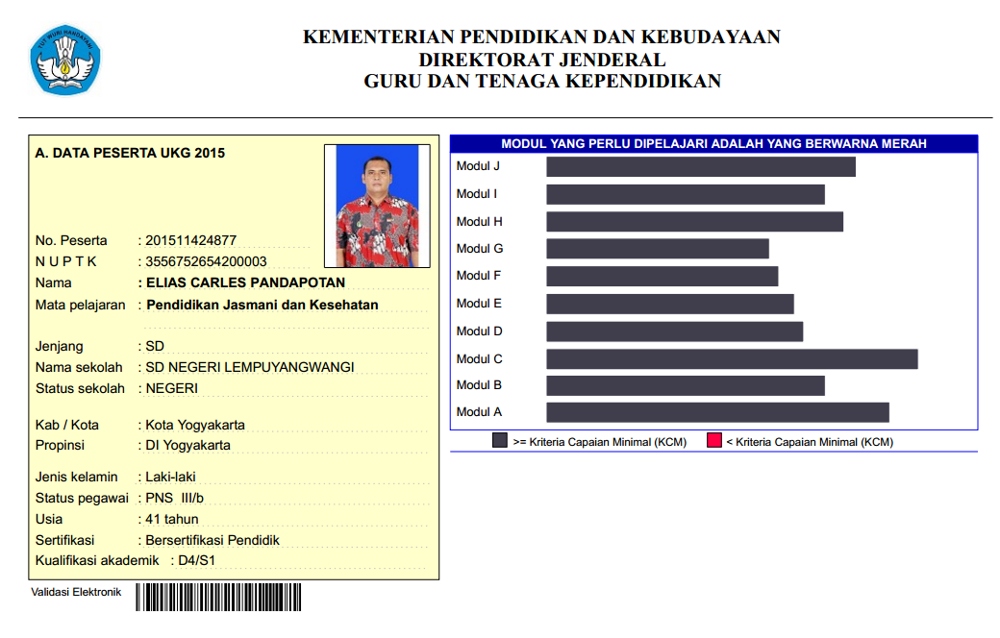 TUT WURI HANDAYANI
KEMENTERIAN PENDIDIKAN DAN KEBUDAYAAN
DIREKTORAT JENDERAL
GURU DAN TENAGA KEPENDIDIKAN
A. DATA PESERTA UKG 2015
No. Peserta : 201511424877
N U P T K : 3556752654200003
Nama : ELIAS CARLES PANDAPOTAN
Mata pelajaran : Pendidikan Jasmani dan Kesehatan
Jenjang : SD
Nama sekolah : SD NEGERI LEMPUYANGWANGI
Status sekolah : NEGERI
Kab / Kota : Kota Yogyakarta
Propinsi : DI Yogyakarta
Jenis kelamin : Laki-laki
Status pegawai : PNS III/b
Usia : 41 tahun
Sertifikasi : Bersertifikasi Pendidik
Kualifikasi akademik : D4/S1
Validasi Elektronik
MODUL YANG PERLU DIPELAJARI ADALAH YANG BERWARNA MERAH
Modul J
Modul I
Modul H
Modul G
Modul F
Modul E
Modul D
Modul C
Modul B
Modul A
>= Kriteria Capaian Minimal (KCM) < Kriteria Capaian Minimal (KCM)